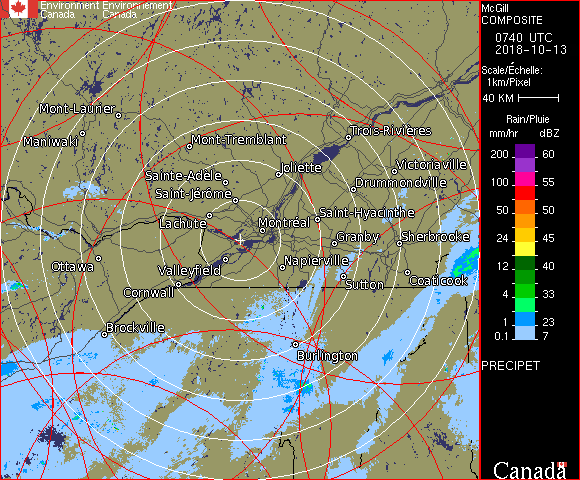 Environment Environnement
Canada Canada
McGill
COMPOSITE
0740 UTC
2018-10-13
Scale/Échelle:
1km/Pixel
40 KM
Rain/Pluie
mm/hr dBZ
200 60
100 55
50 50
24 45
12 40
4 33
1 23
0.1 7
PRECIPET
Canada
Mont-Laurier
Maniwaki
Mont-Tremblant
Trois-Rivières
Sainte-Adèle
Joliette
Victoriaville
Saint-Jérôme
Drummondville
Lachute
Montréal
Saint-Hyacinthe
Granby
Sherbrooke
Ottawa
Valleyfield
Napierville
Cornwall
Sutton
Coaticook
Brockville
Burlington